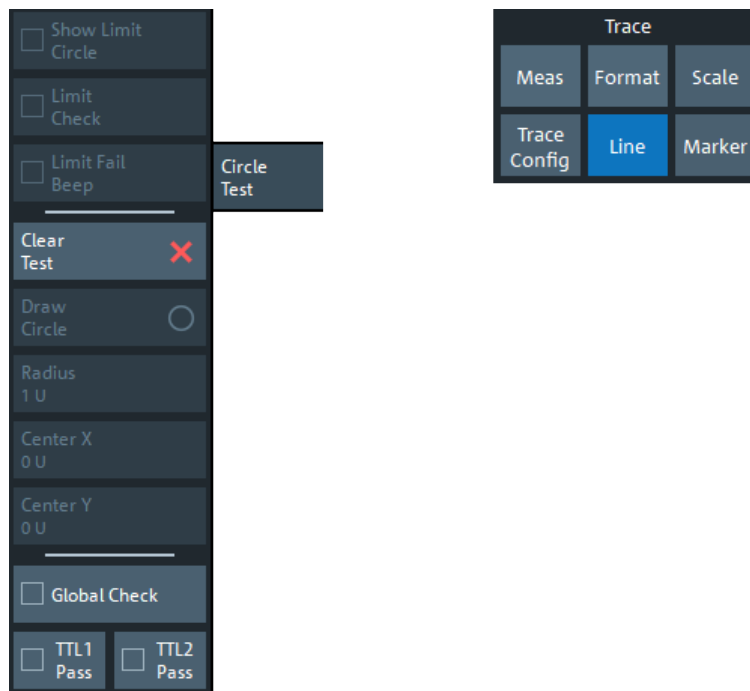 Show Limit
Circle
Limit
Check
Limit Fail
Beep
Circle
Test
Clear
Test
Draw
Circle
Radius
1 U
Center X
0 U
Center Y
0 U
Global Check
TTL1
Pass
TTL2
Pass
Trace
Meas
Format
Scale
Trace
Config
Line
Marker